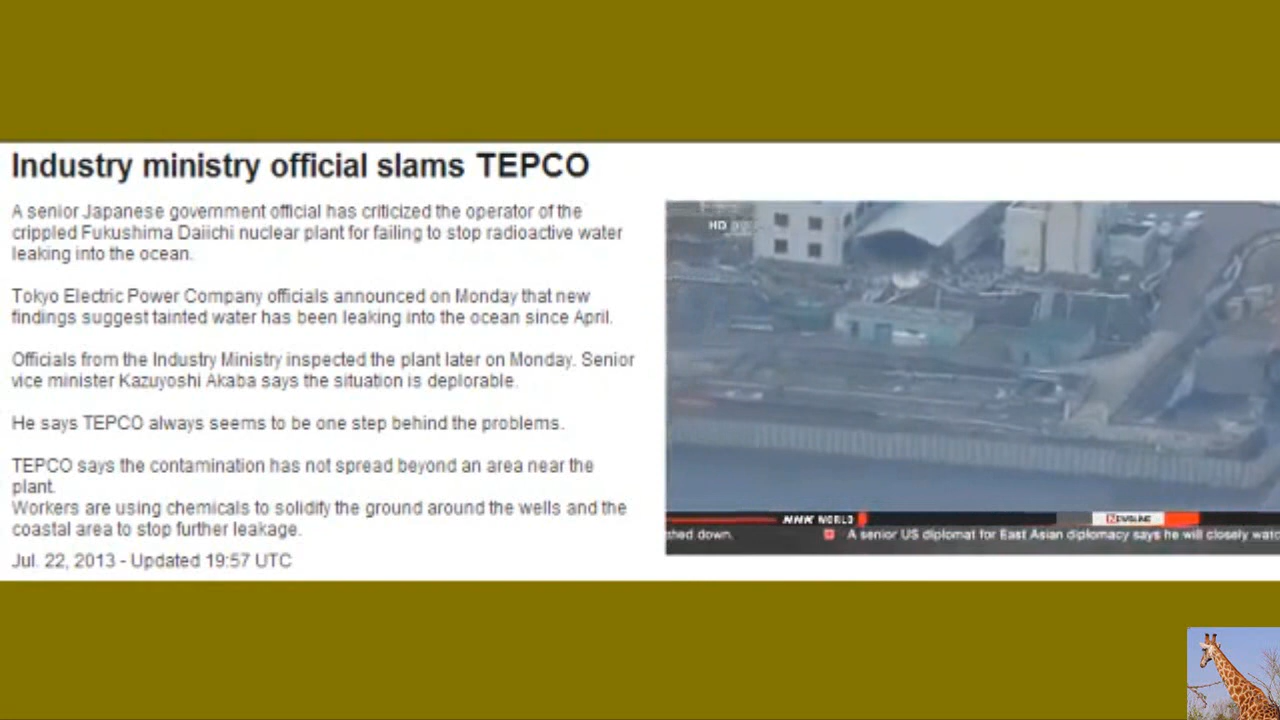 Industry ministry official slams TEPCO
A senior Japanese government official has criticized the operator of the
crippled Fukushima Daiichi nuclear plant for failing to stop radioactive water
leaking into the ocean.
Tokyo Electric Power Company officials announced on Monday that new
findings suggest tainted water has been leaking into the ocean since April.
Officials from the Industry Ministry inspected the plant later on Monday. Senior
vice minister Kazuyoshi Akaba says the situation is deplorable.
He says TEPCO always seems to be one step behind the problems.
TEPCO says the contamination has not spread beyond an area near the
plant.
Workers are using chemicals to solidify the ground around the wells and the
coastal area to stop further leakage.
Jul. 22, 2013 - Updated 19:57 UTC
HD
NHK WORLD
NEWSLINE
down.
A senior US diplomat for East Asian diplomacy says he will closely